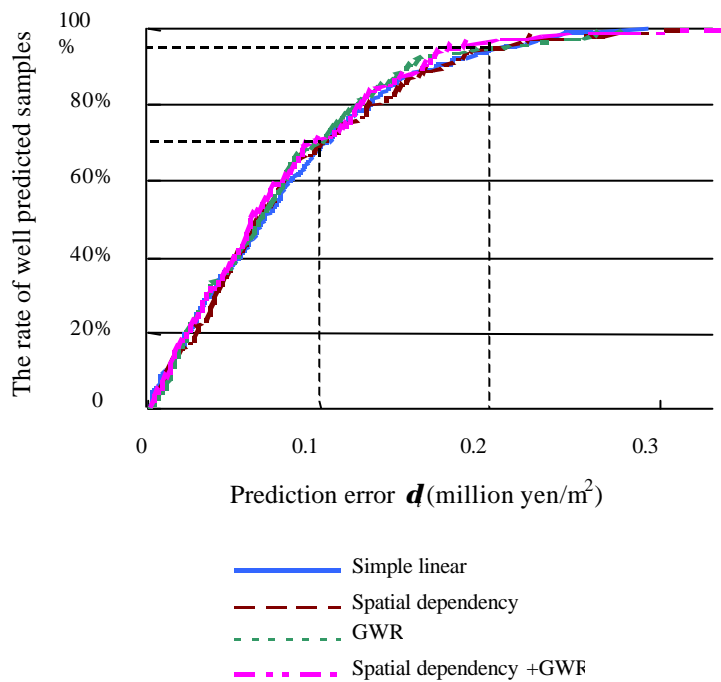 100
%
80%
60%
40%
20%
0
The rate of well predicted samples
0
0.1
0.2
0.3
Prediction error d (million yen/m²)
Simple linear
Spatial dependency
GWR
Spatial dependency +GWR